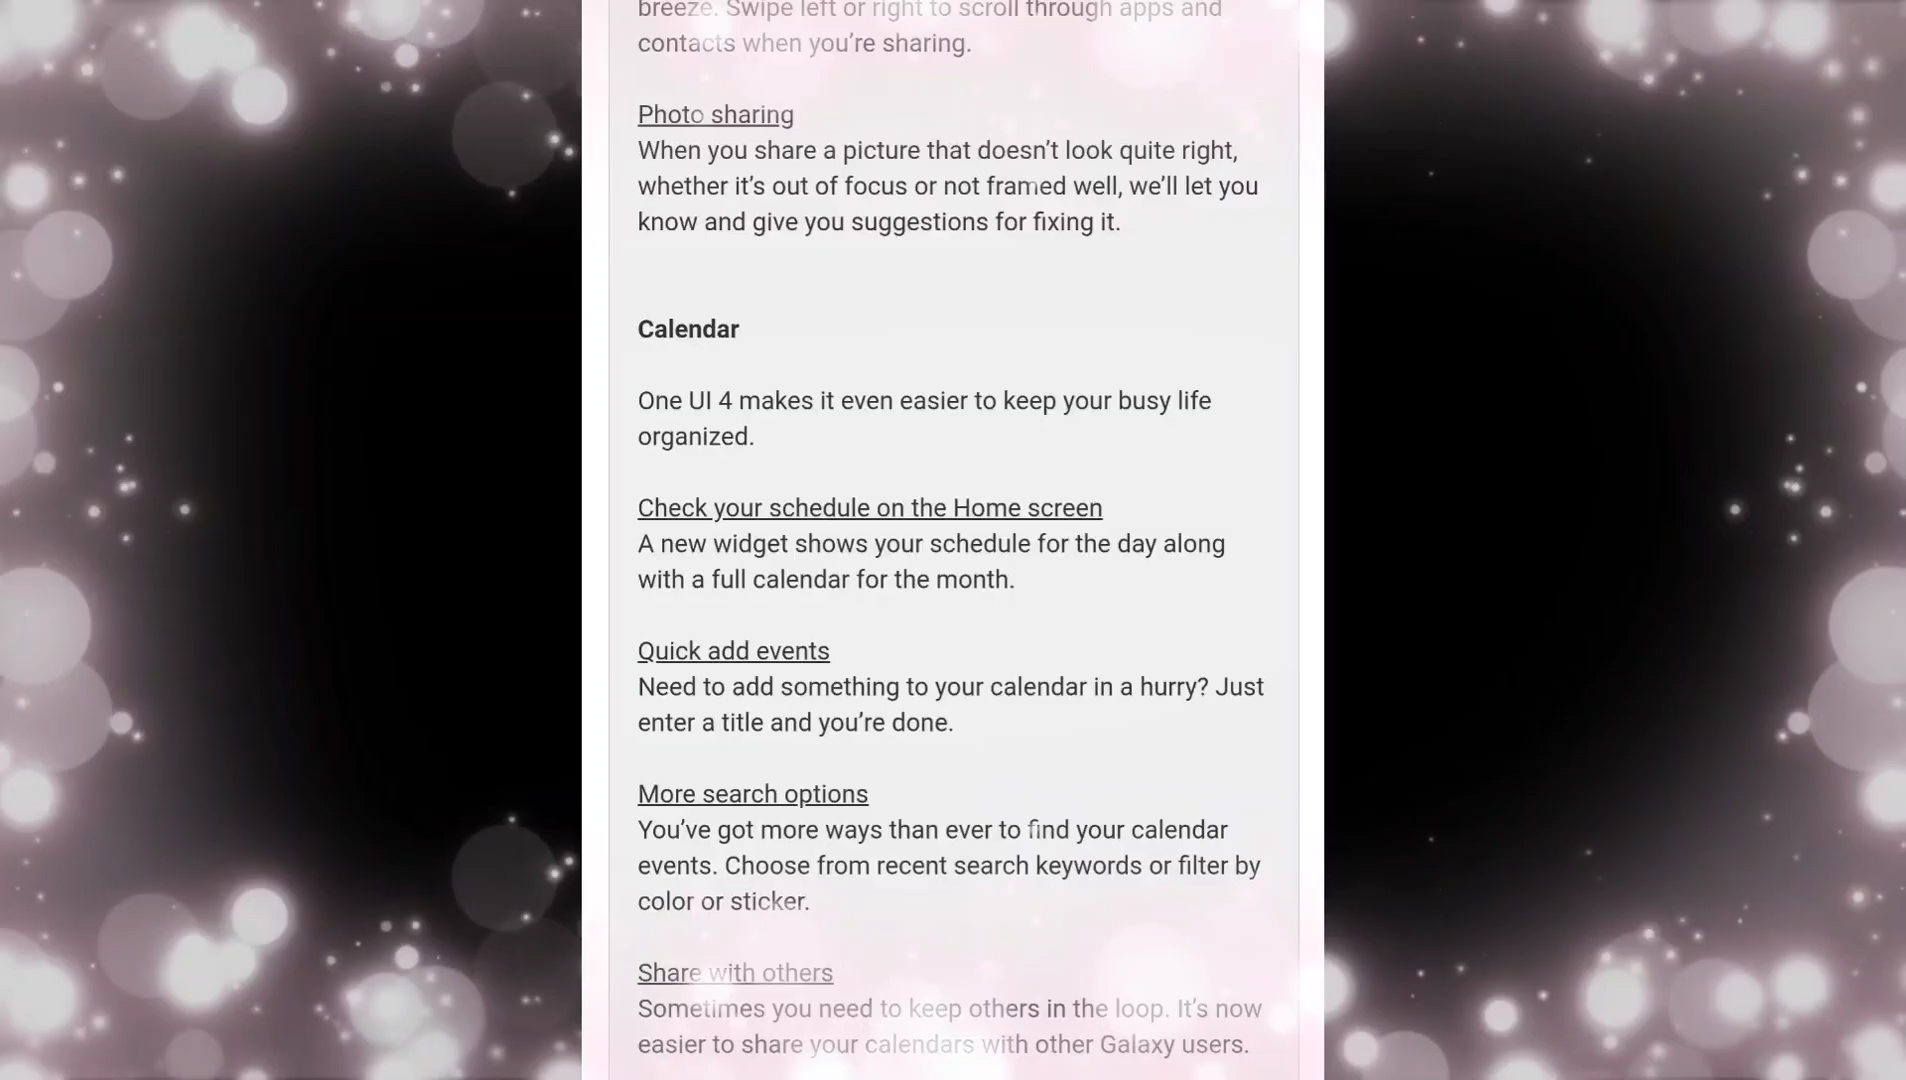 breeze. Swipe left or right to scroll through apps and
contacts when you’re sharing.
Photo sharing
When you share a picture that doesn’t look quite right,
whether it’s out of focus or not framed well, we’ll let you
know and give you suggestions for fixing it.
Calendar
One UI 4 makes it even easier to keep your busy life
organized.
Check your schedule on the Home screen
A new widget shows your schedule for the day along
with a full calendar for the month.
Quick add events
Need to add something to your calendar in a hurry? Just
enter a title and you’re done.
More search options
You’ve got more ways than ever to find your calendar
events. Choose from recent search keywords or filter by
color or sticker.
Share with others
Sometimes you need to keep others in the loop. It’s now
easier to share your calendars with other Galaxy users.